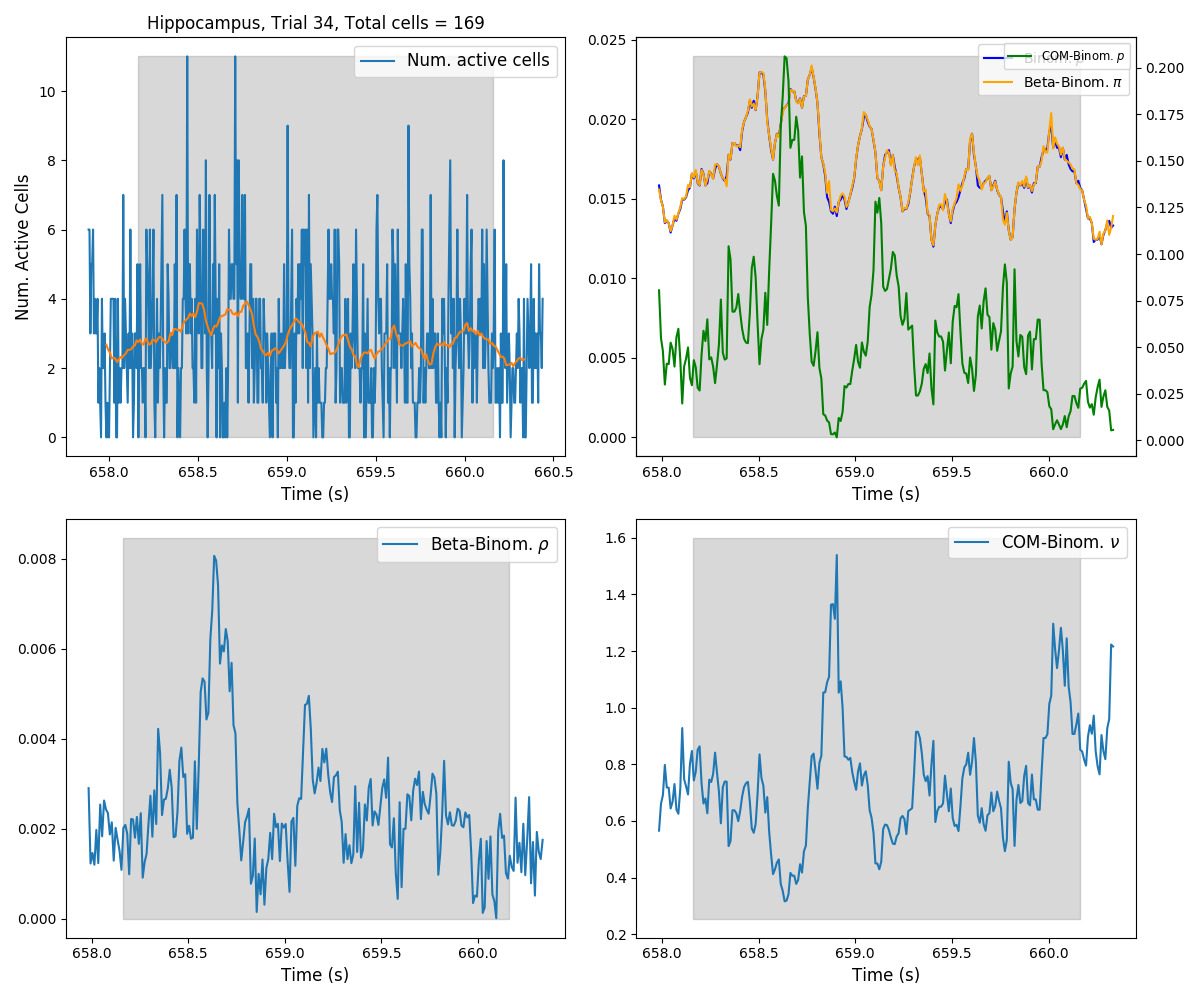 Hippocampus, Trial 34, Total cells = 169
Num. active cells
Num. Active Cells
10
8
6
4
2
0
658.0 658.5 659.0 659.5 660.0 660.5
Time (s)
COM-Binom. p
Beta-Binom. π
0.025
0.020
0.015
0.010
0.005
0.000
0.200
0.175
0.150
0.125
0.100
0.075
0.050
0.025
0.000
658.0 658.5 659.0 659.5 660.0
Time (s)
Beta-Binom. ρ
0.008
0.006
0.004
0.002
0.000
658.0 658.5 659.0 659.5 660.0
Time (s)
COM-Binom. ν
1.6
1.4
1.2
1.0
0.8
0.6
0.4
0.2
658.0 658.5 659.0 659.5 660.0
Time (s)